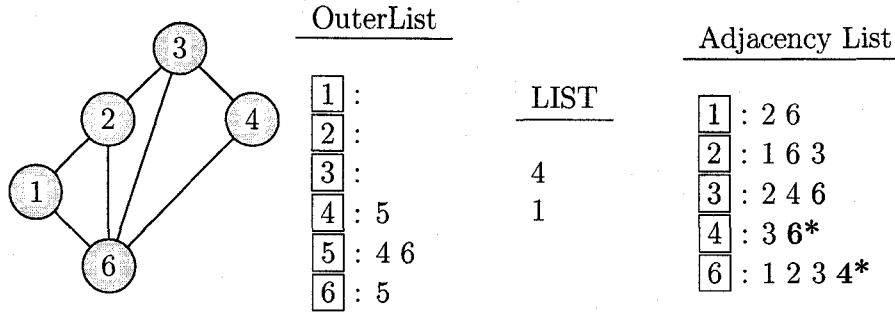 3
2
4
1
6
OuterList
1 :
2 :
3 :
4 : 5
5 : 4 6
6 : 5
LIST
4
1
Adjacency List
1 : 2 6
2 : 1 6 3
3 : 2 4 6
4 : 3 6*
6 : 1 2 3 4*